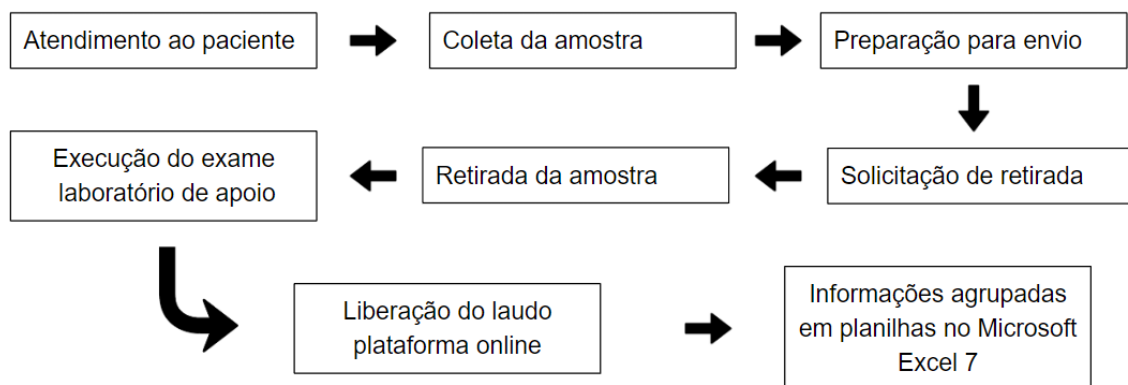 Atendimento ao paciente
Coleta da amostra
Preparação para envio
Solicitação de retirada
Retirada da amostra
Execução do exame
laboratório de apoio
Liberação do laudo
plataforma online
Informações agrupadas
em planilhas no Microsoft
Excel 7